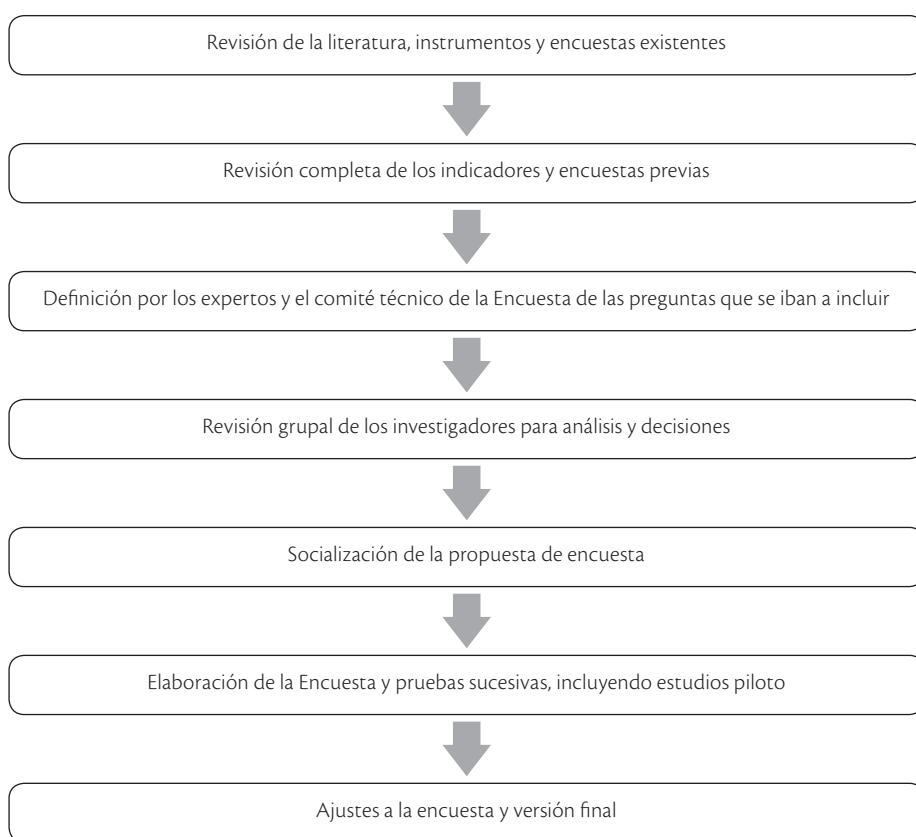 Revisión de la literatura, instrumentos y encuestas existentes
Revisión completa de los indicadores y encuestas previas
Definición por los expertos y el comité técnico de la Encuesta de las preguntas que se iban a incluir
Revisión grupal de los investigadores para análisis y decisiones
Socialización de la propuesta de encuesta
Elaboración de la Encuesta y pruebas sucesivas, incluyendo estudios piloto
Ajustes a la encuesta y versión final